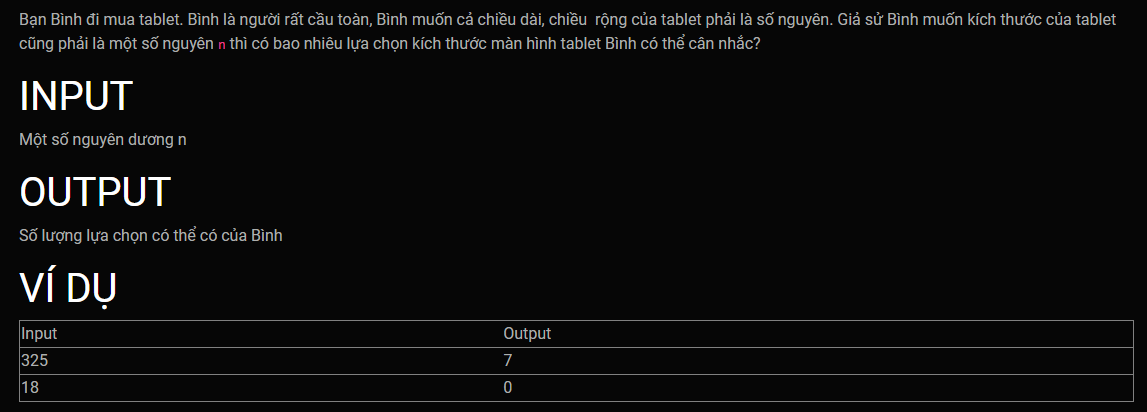 Bạn Bình đi mua tablet. Bình là người rất cầu toàn, Bình muốn cả chiều dài, chiều rộng của tablet phải là số nguyên. Giả sử Bình muốn kích thước của tablet
cũng phải là một số nguyên n thì có bao nhiêu lựa chọn kích thước màn hình tablet Bình có thể cân nhắc?
INPUT
Một số nguyên dương n
OUTPUT
Số lượng lựa chọn có thể có của Bình
VÍ DỤ
Input Output
325 7
18 0